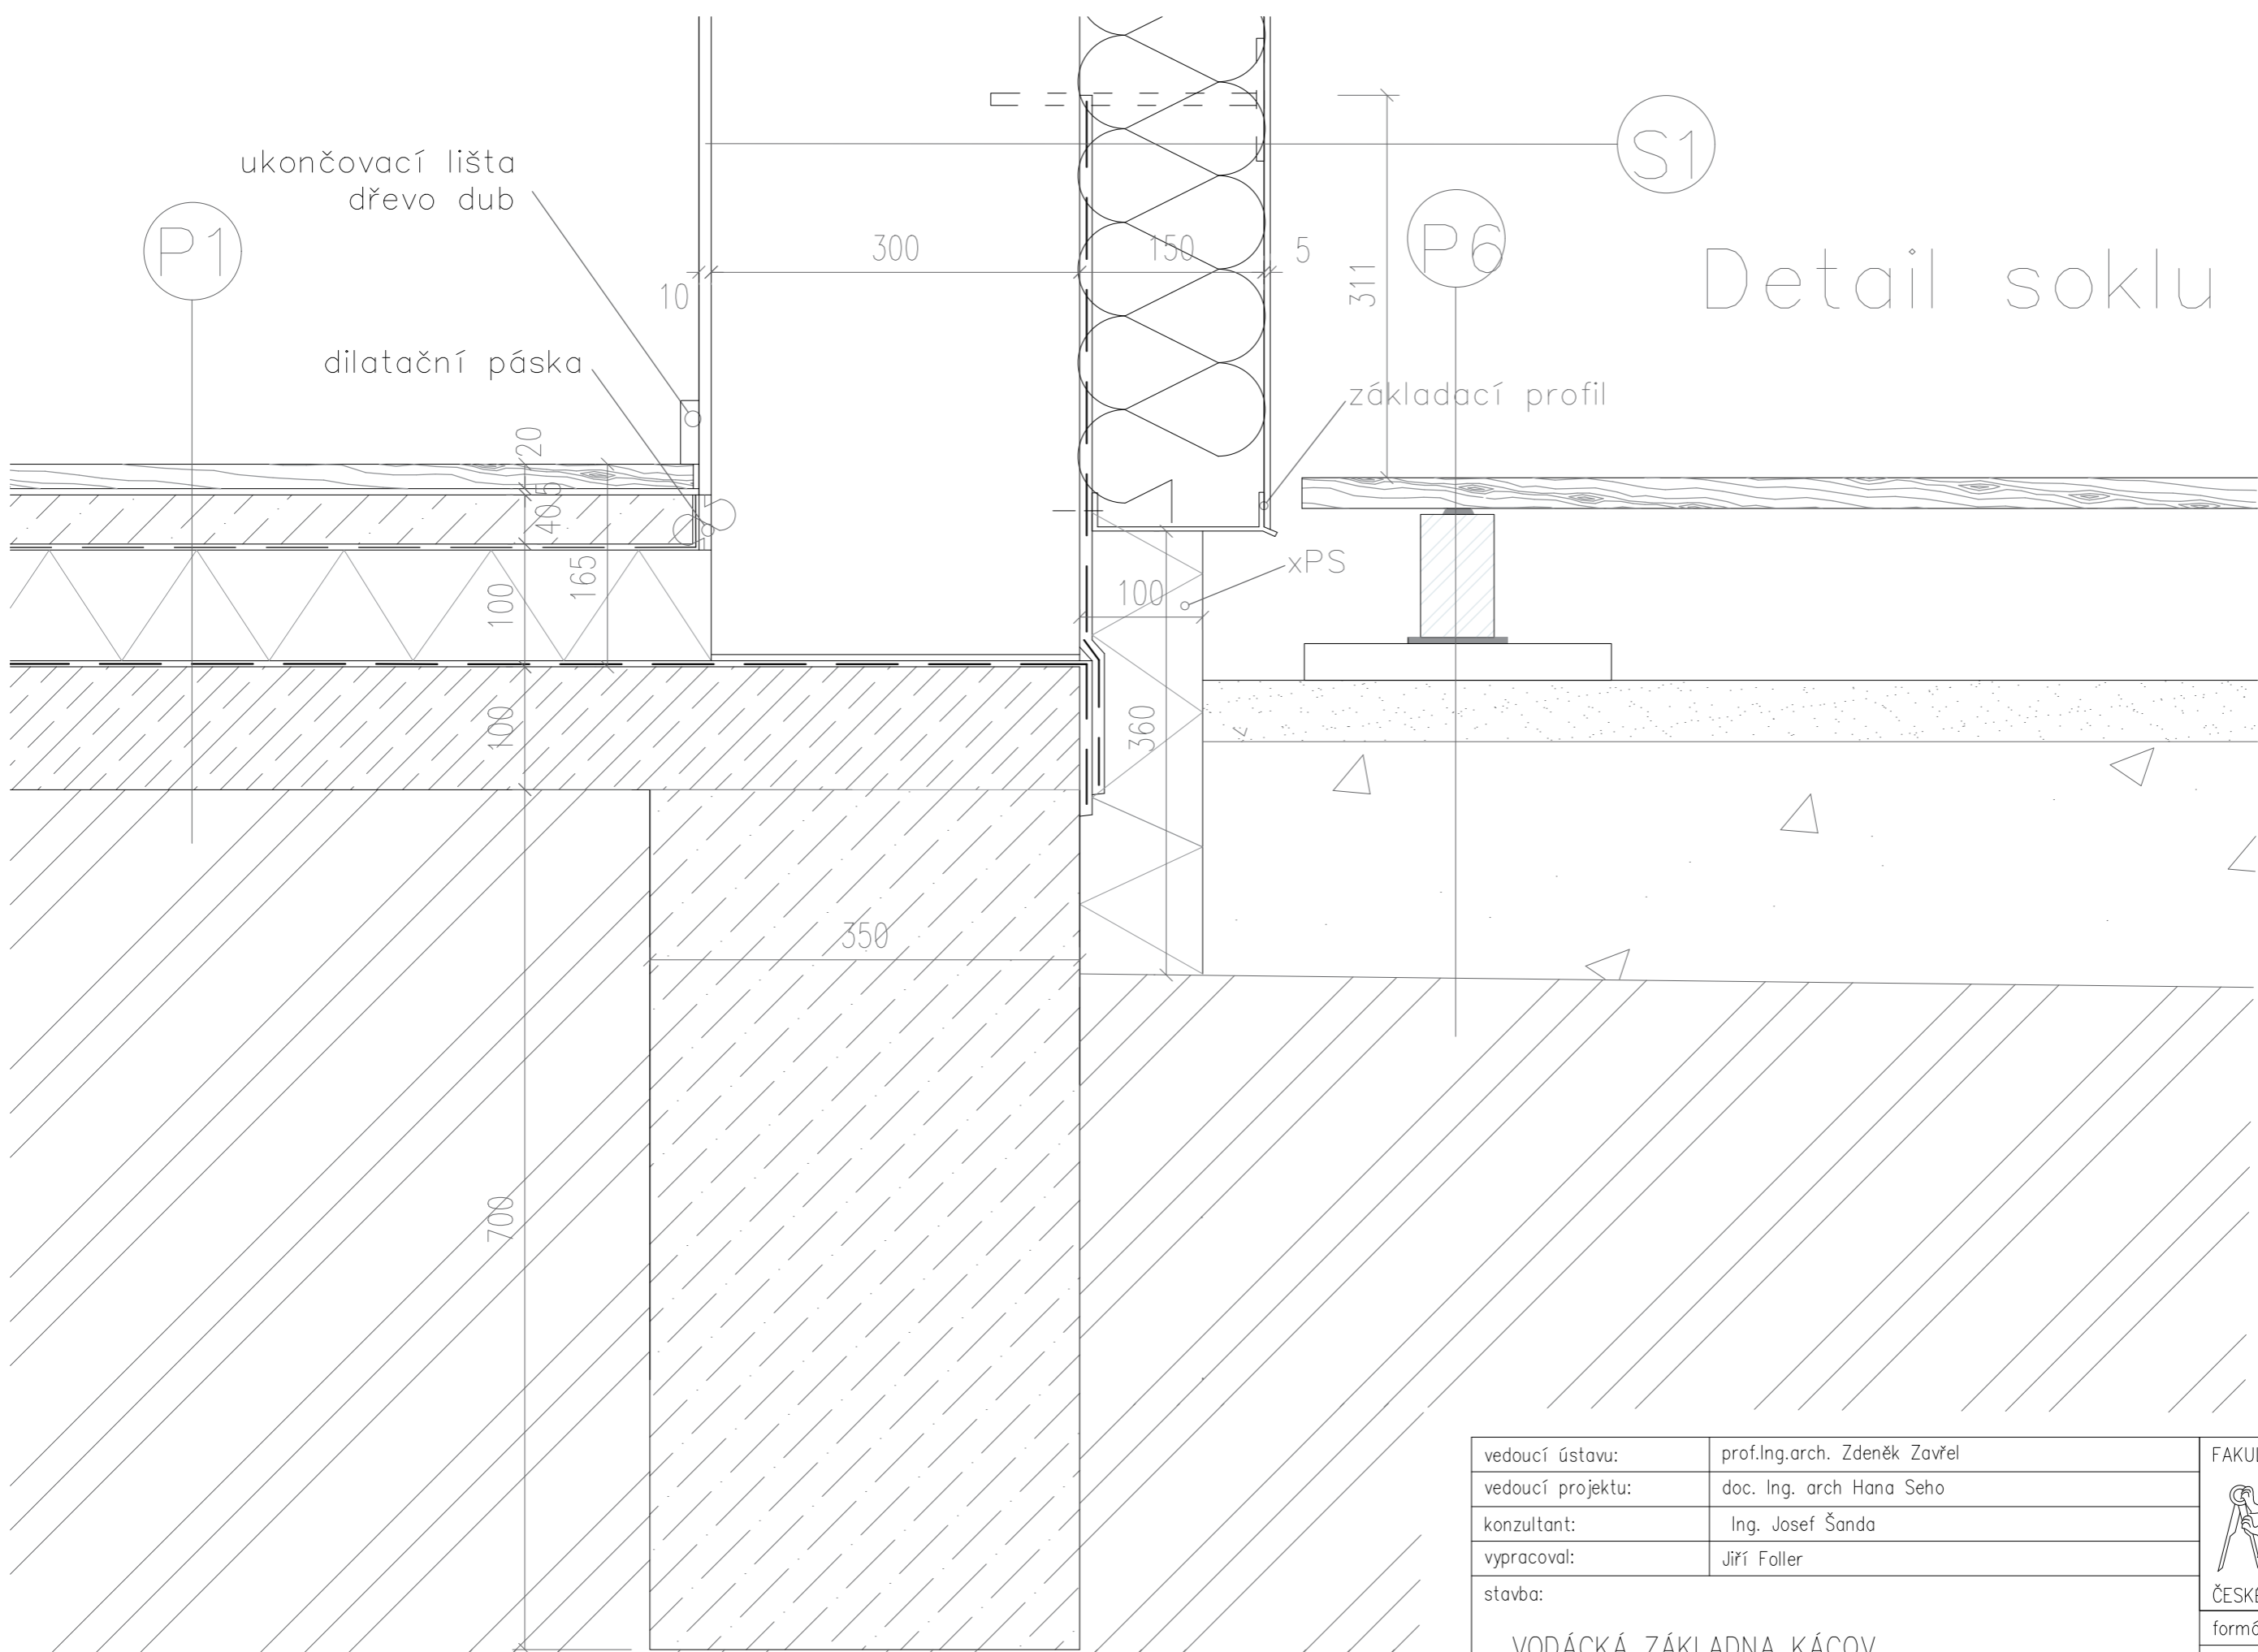 ukončovací lišta
dřevo dub
S1
P1
P6
300
150
5
10
311
Detail soklu
dilatační páska
základací profil
20
5
40
165
100
xPS
100
100
360
350
700
vedoucí ústavu: prof.Ing.arch. Zdeněk Zavřel
vedoucí projektu: doc. Ing. arch Hana Seho
konzultant: Ing. Josef Šanda
vypracoval: Jiří Foller
stavba:
VODÁCKÁ ZÁKLADNA KÁCOV